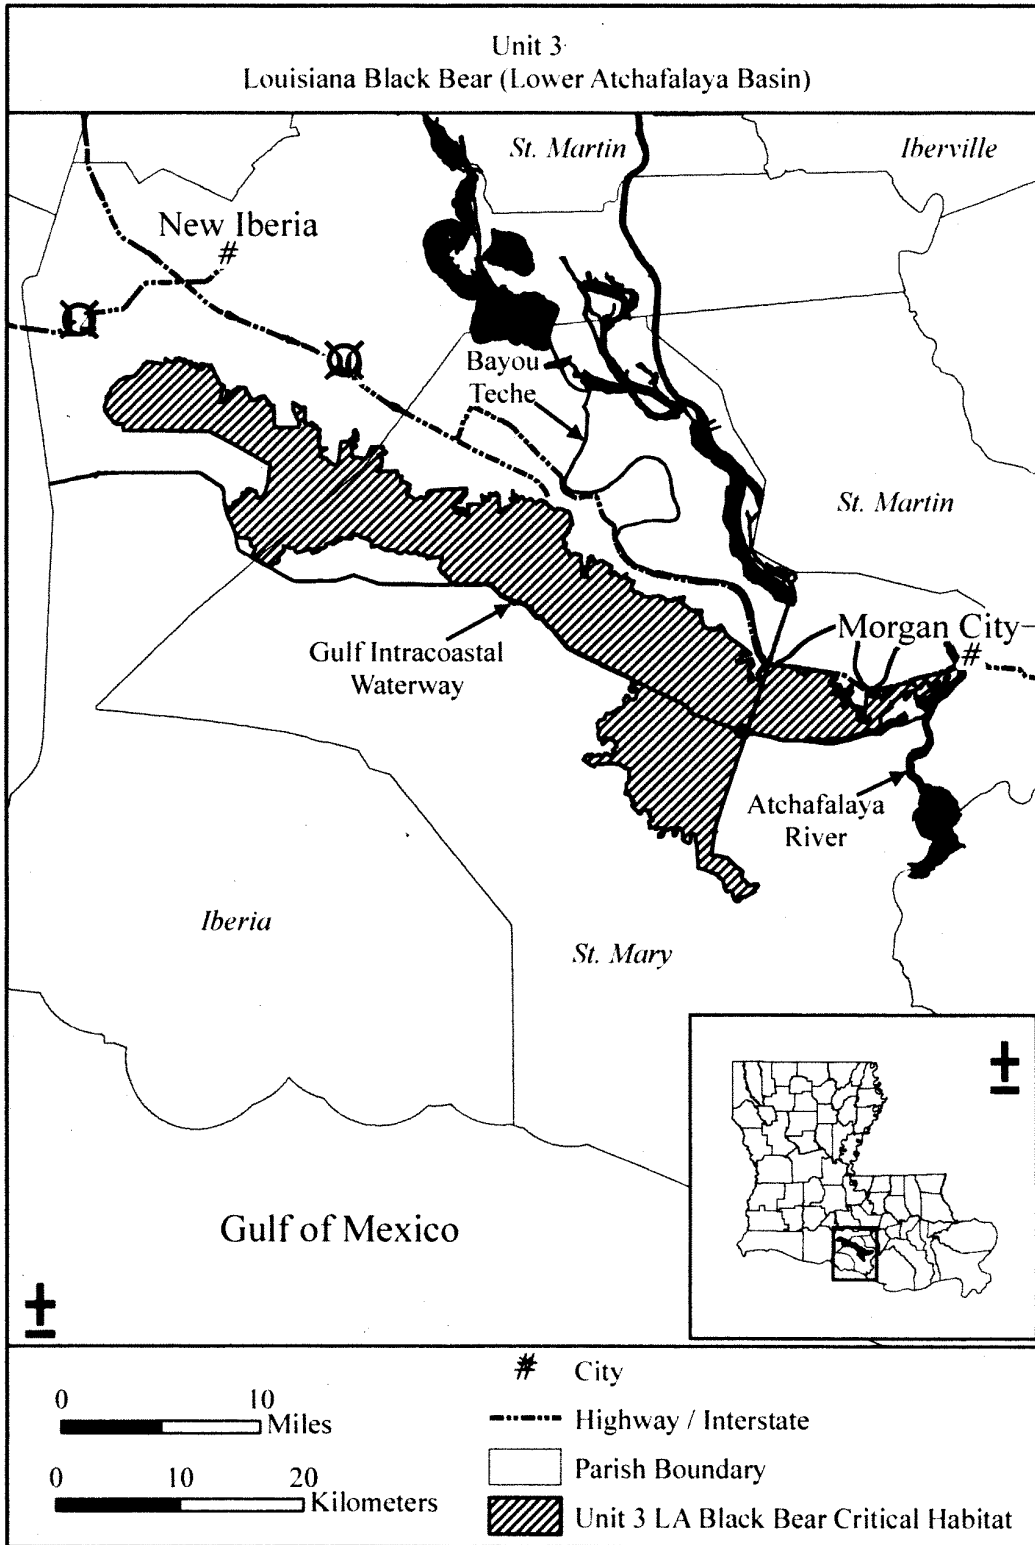 Unit 3
Louisiana Black Bear (Lower Atchafalaya Basin)
St. Martin
Iberville
New Iberia
#
Bayou
Teche
St. Martin
Gulf Intracoastal
Waterway
Morgan City
#
Atchafalaya
River
Iberia
St. Mary
Gulf of Mexico
0 10
Miles
0 10 20
Kilometers
# City
Highway / Interstate
Parish Boundary
Unit 3 LA Black Bear Critical Habitat